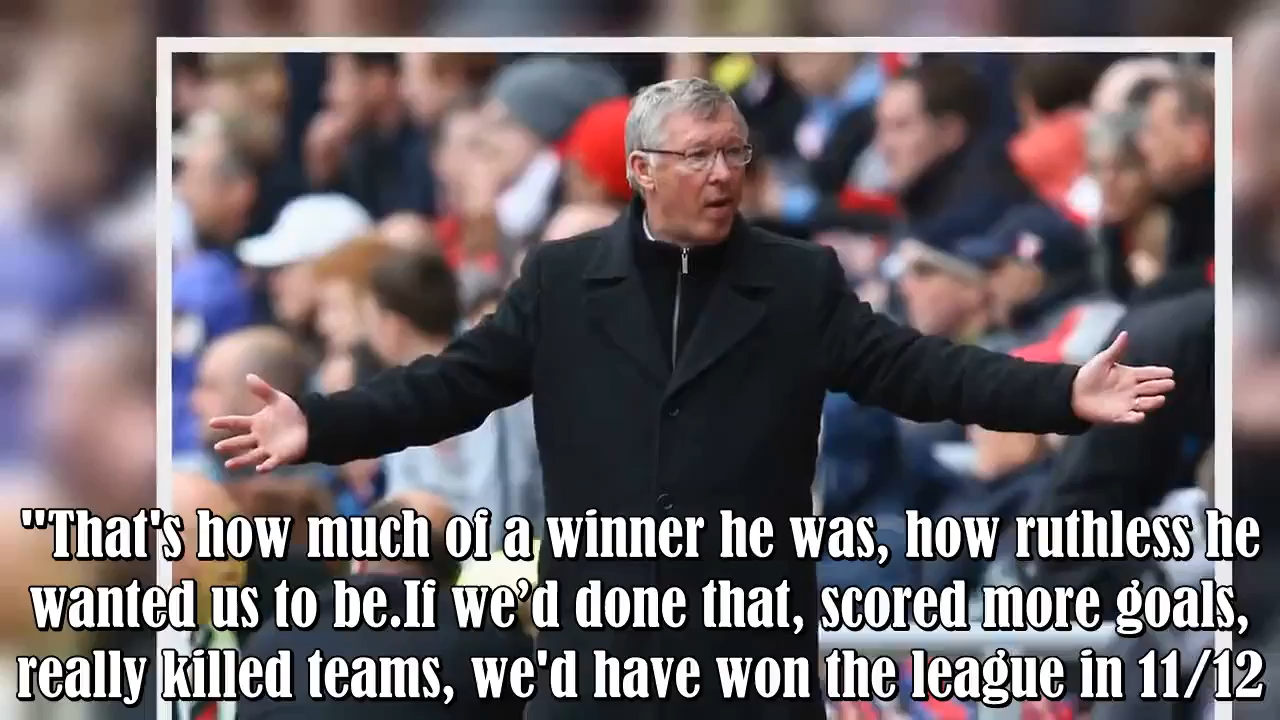 "That's how much of a winner he was, how ruthless he
wanted us to be.If we’d done that, scored more goals,
really killed teams, we'd have won the league in 11/12